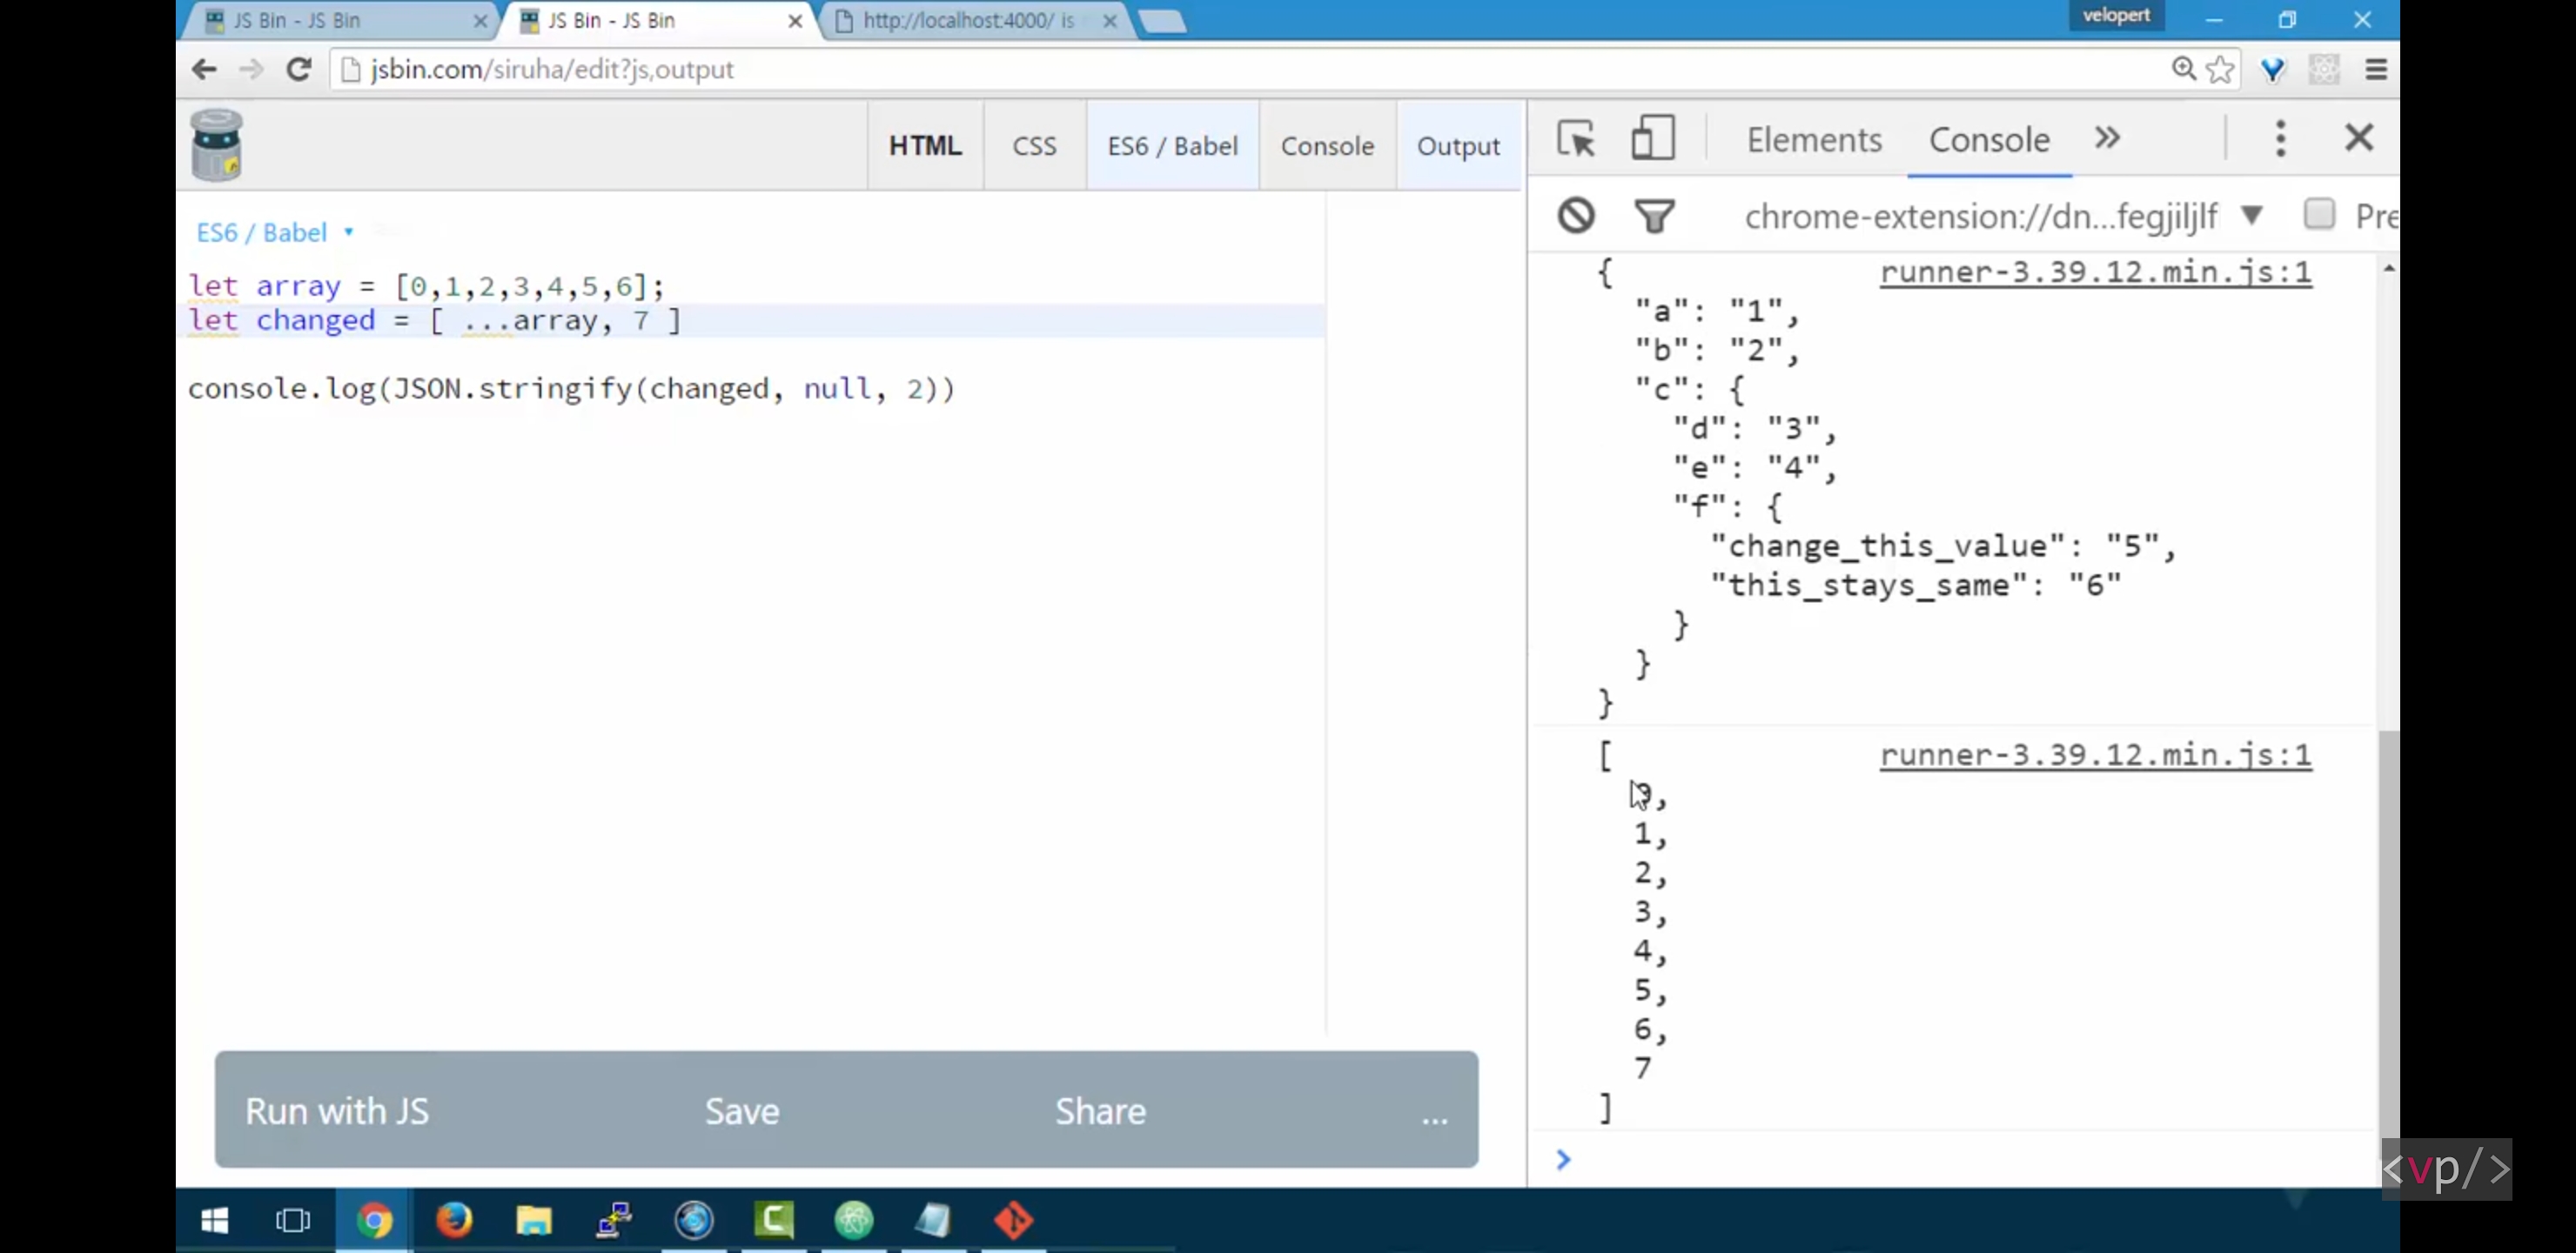 JS Bin - JS Bin
JS Bin - JS Bin
http://localhost:4000/ is
velopert
jsbin.com/siruha/edit?js,output
HTML
CSS
ES6 / Babel
Console
Output
ES6 / Babel
let array = [0,1,2,3,4,5,6];
let changed = [ ...array, 7 ]
console.log(JSON.stringify(changed, null, 2))
Run with JS
Save
Share
...
Elements
Console
chrome-extension://dn...fegjiljlf
Pre
{
runner-3.39.12.min.js:1
"a": "1",
"b": "2",
"c": {
"d": "3",
"e": "4",
"f": {
"change_this_value": "5",
"this_stays_same": "6"
}
}
}
[
runner-3.39.12.min.js:1
0,
1,
2,
3,
4,
5,
6,
7
]
<vp/>